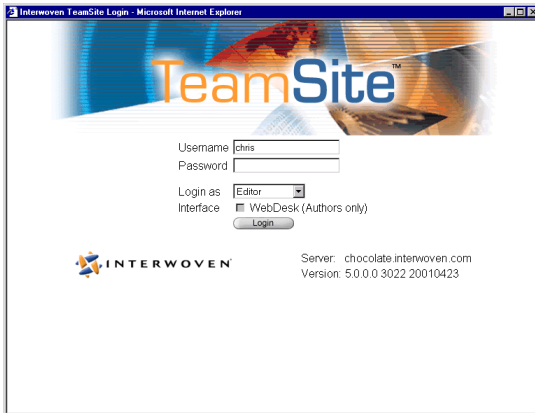 Interwoven TeamSite Login - Microsoft Internet Explorer
TeamSite™
Username chris
Password
Login as Editor
Interface WebDesk (Authors only)
Login
INTERWOVEN
Server: chocolate.interwoven.com
Version: 5.0.0.0 3022 20010423